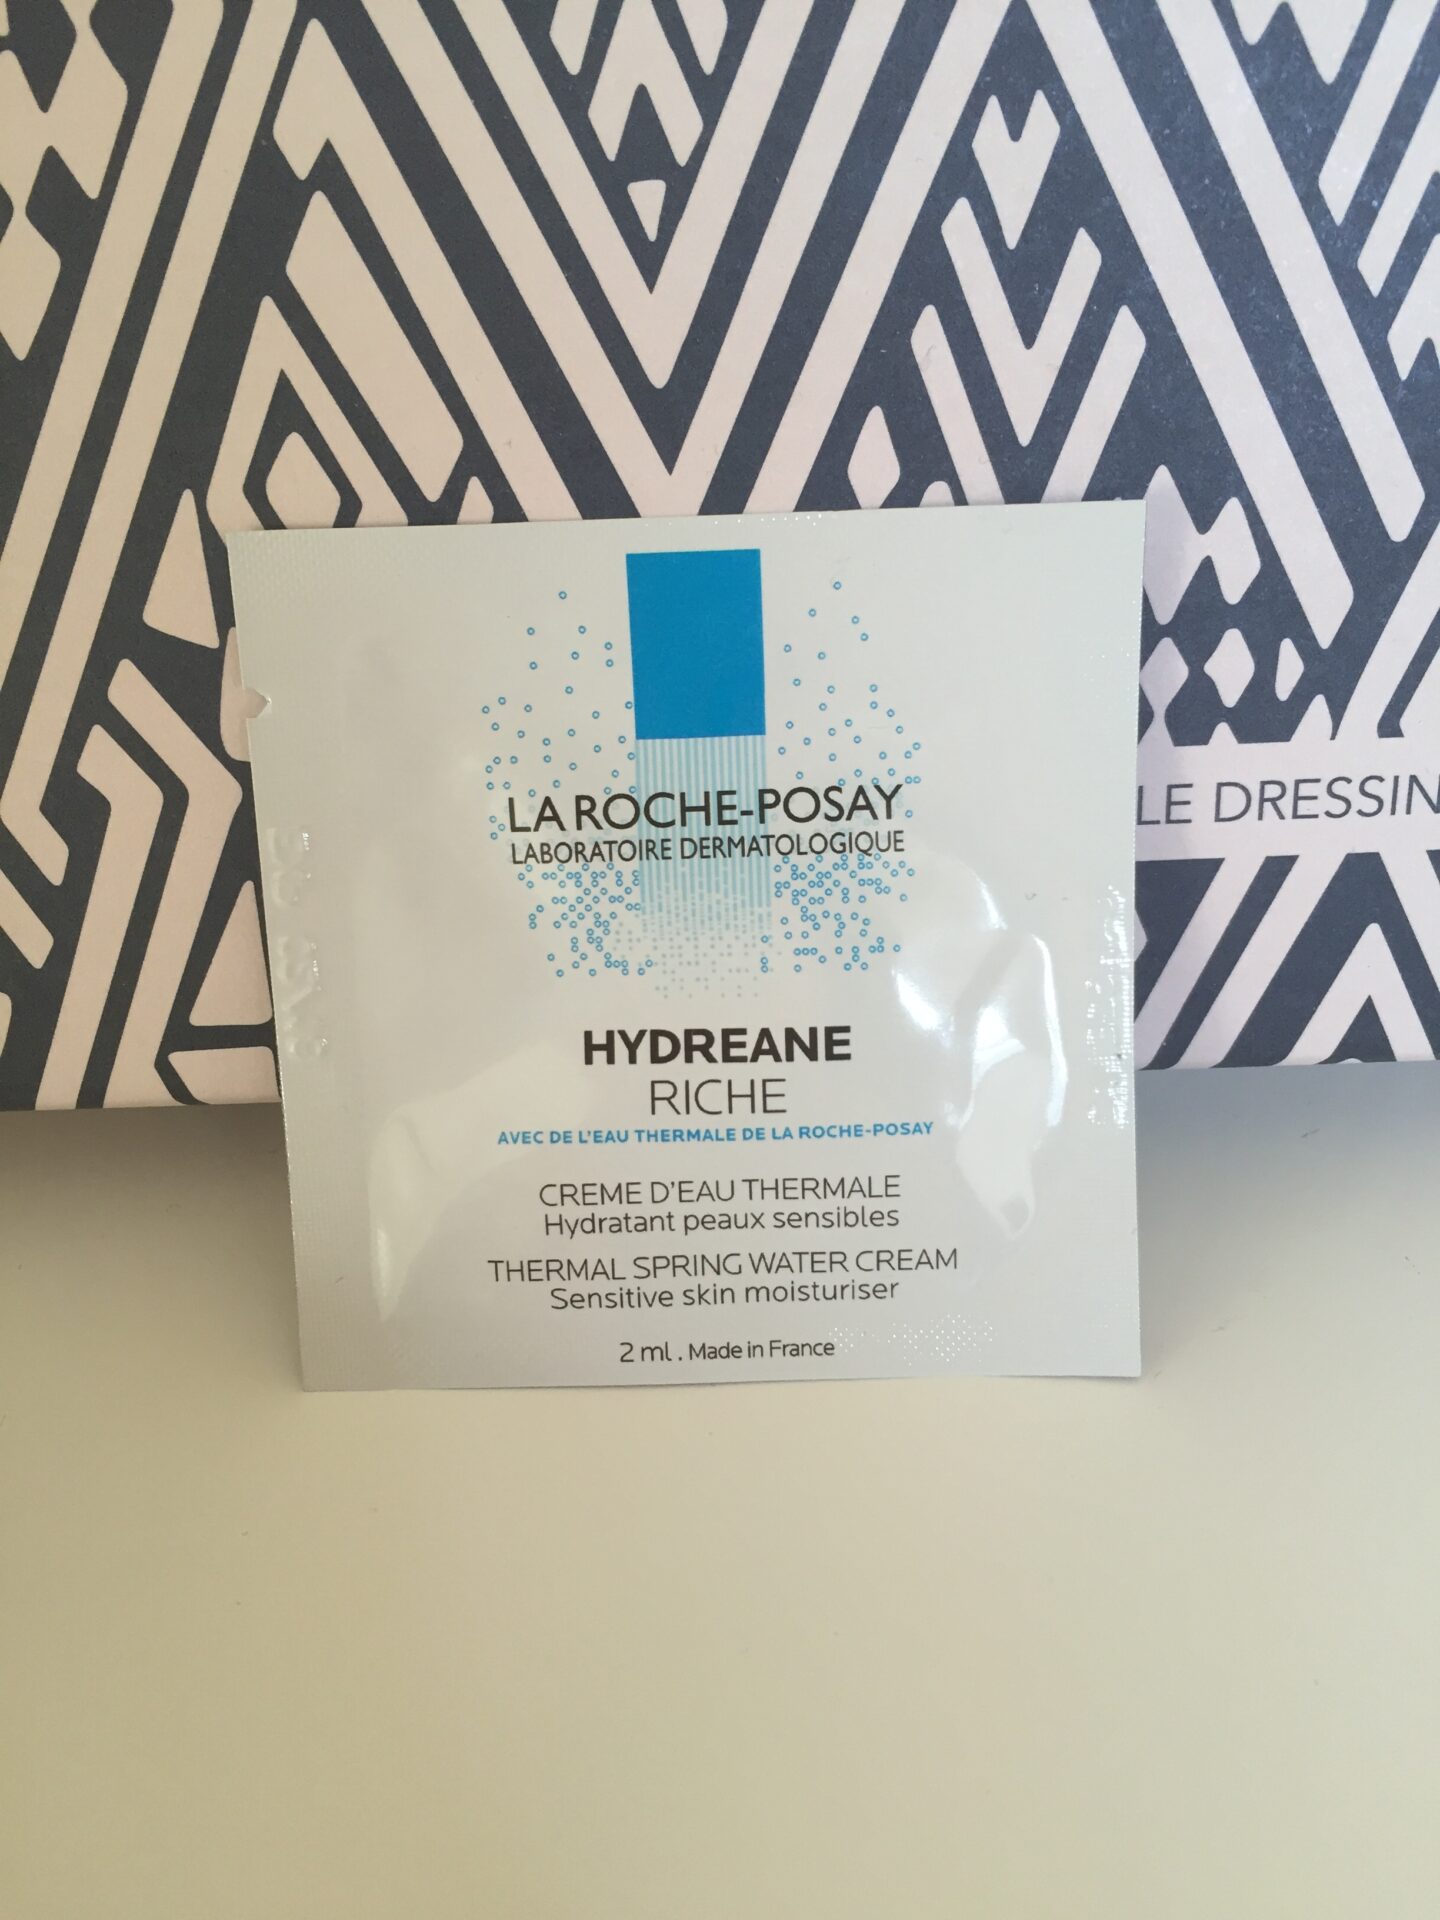 LE DRESSIN
LA ROCHE-POSAY
LABORATOIRE DERMATOLOGIQUE
HYDREANE
RICHE
AVEC DE L'EAU THERMALE DE LA ROCHE-POSAY
CREME D'EAU THERMALE
Hydratant peaux sensibles
THERMAL SPRING WATER CREAM
Sensitive skin moisturiser
2 ml . Made in France